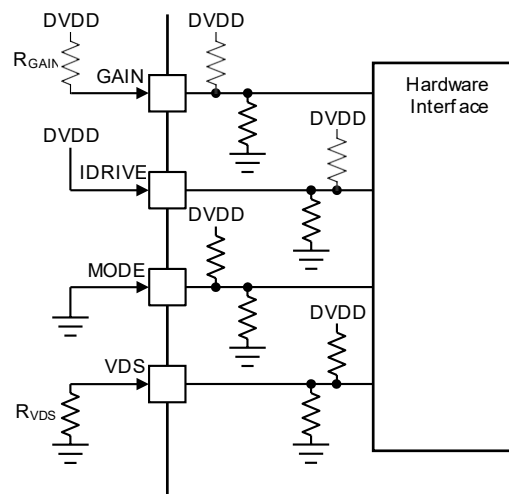 DVDD
DVDD
RGAIN
GAIN
Hardware
Interface
DVDD
DVDD
IDRIVE
DVDD
MODE
DVDD
VDS
RVDS